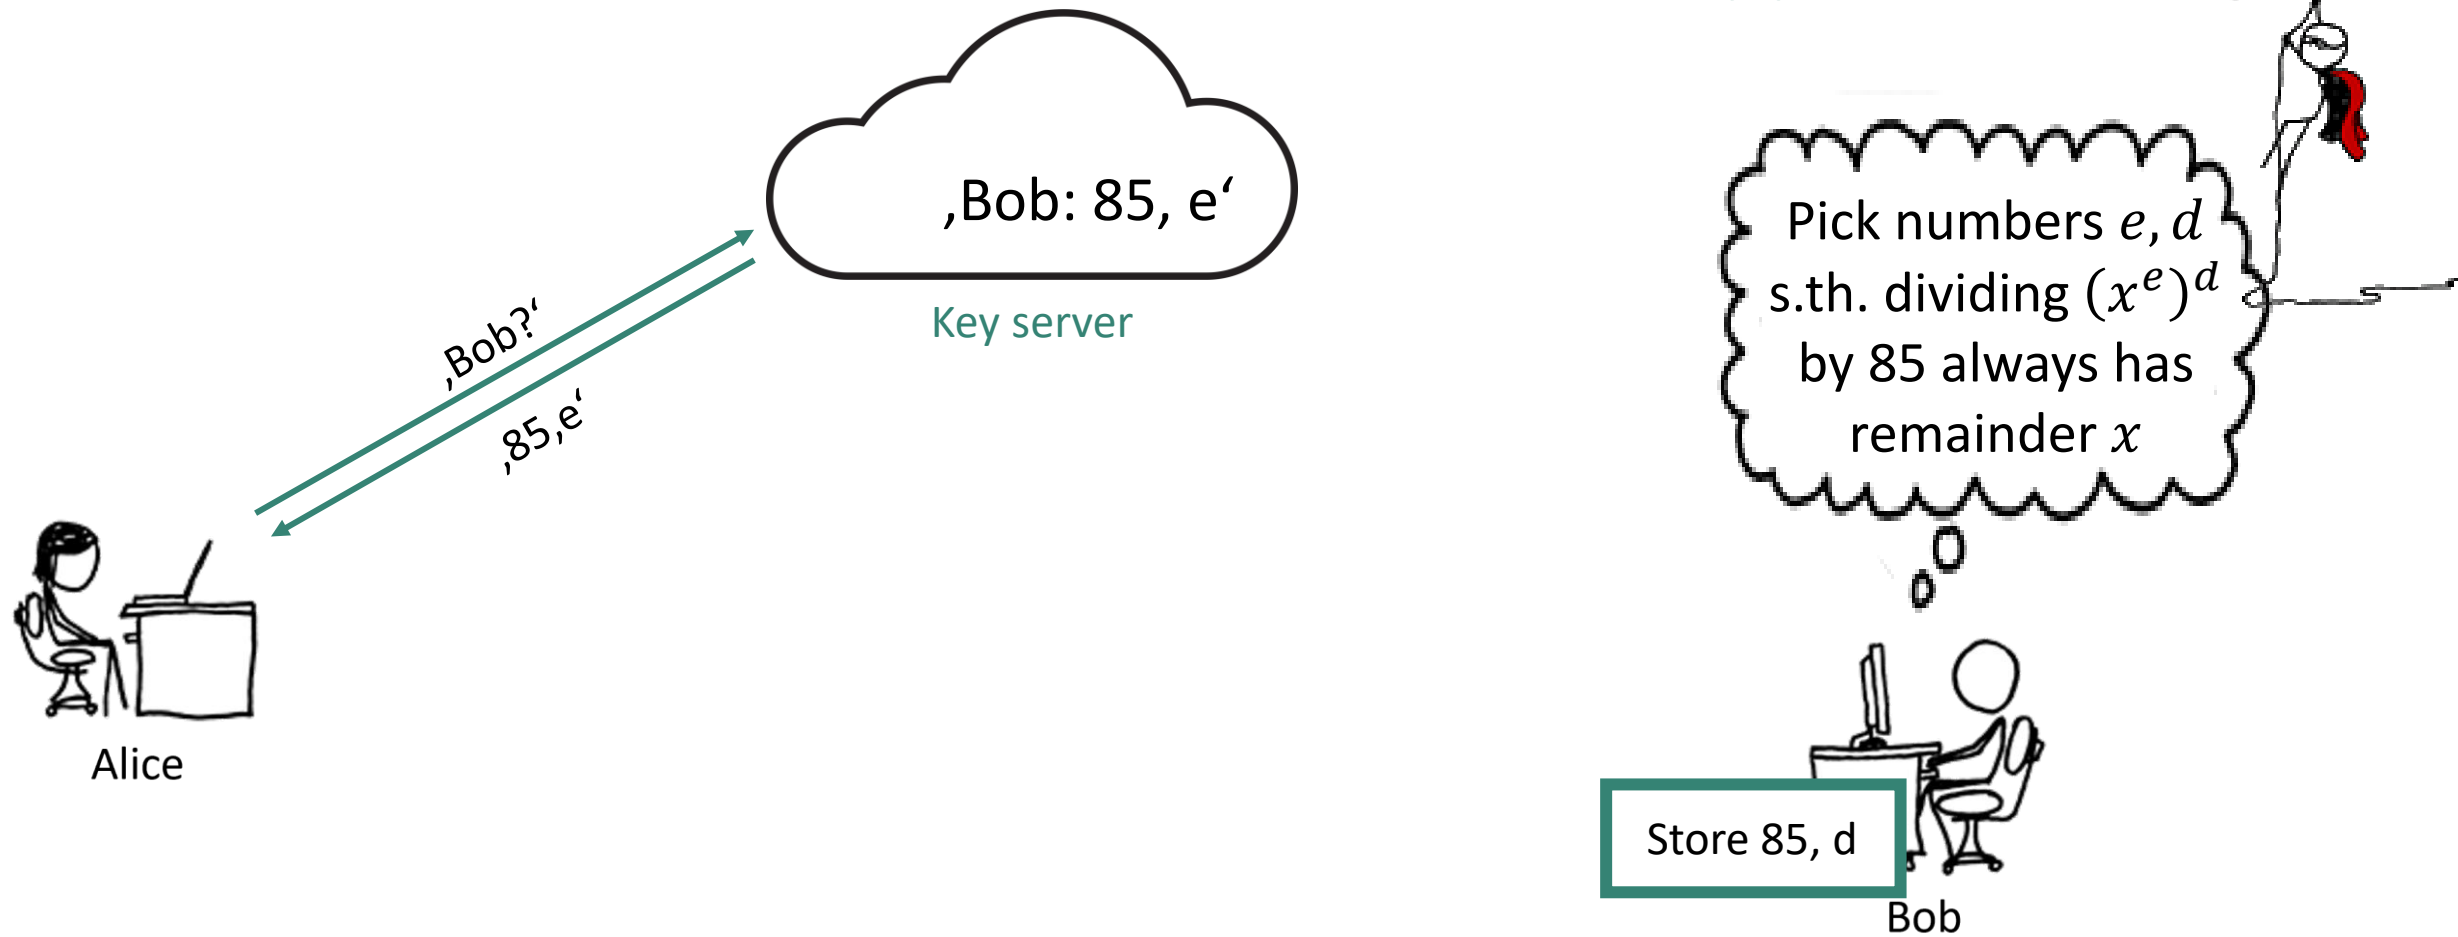 ‚Bob: 85, e‘
Key server
‚Bob?‘
‚85,e‘
Alice
Pick numbers e, d
s.th. dividing (x^e)^d
by 85 always has
remainder x
Store 85, d
Bob